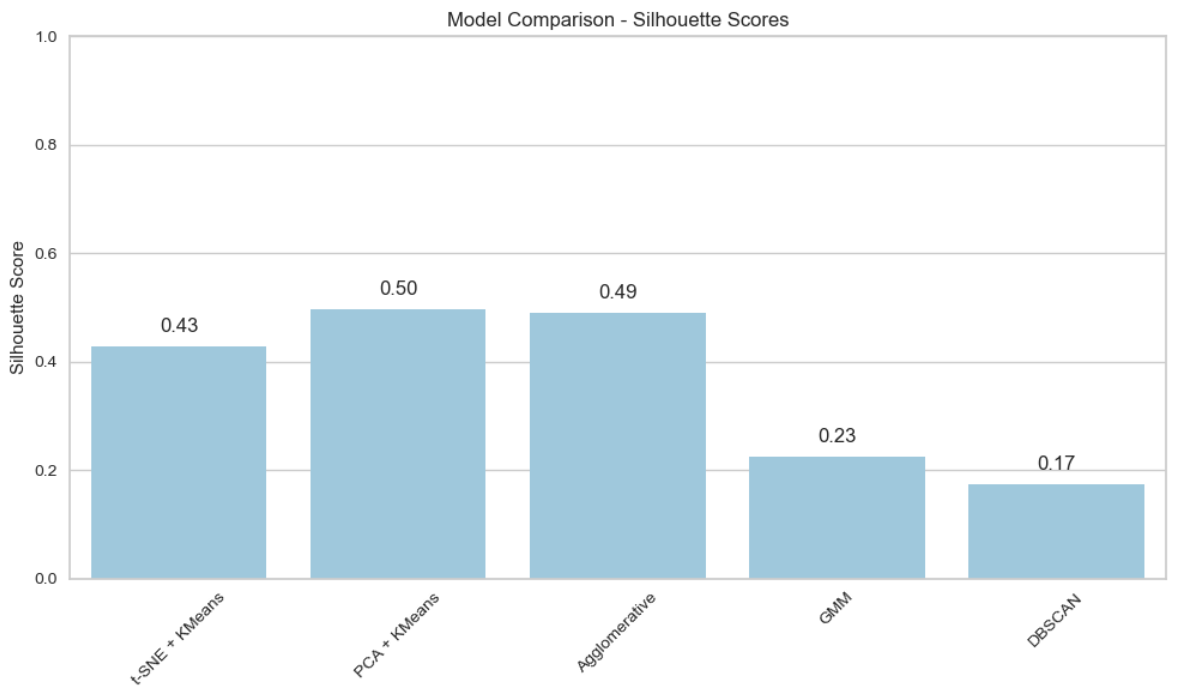 Model Comparison - Silhouette Scores
1.0
0.8
0.6
0.4
0.2
0.0
Silhouette Score
0.43
0.50
0.49
0.23
0.17
t-SNE + KMeans
PCA + KMeans
Agglomerative
GMM
DBSCAN